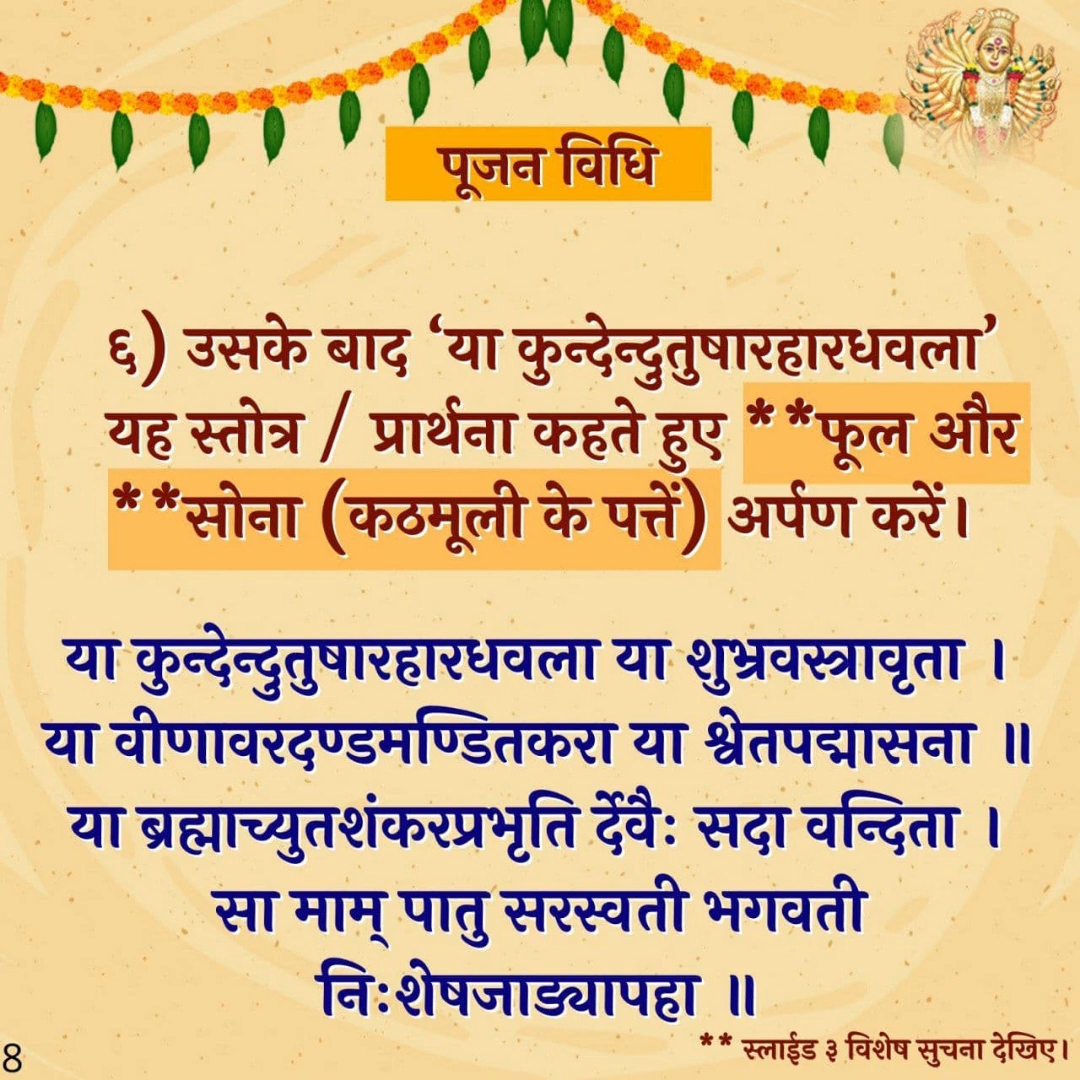 पूजन विधि
६) उसके बाद ‘या कुन्देन्दुतुषारहारधवला’
यह स्तोत्र / प्रार्थना कहते हुए **फूल और
**सोना (कठमूली के पत्तें) अर्पण करें।
या कुन्देन्दुतुषारहारधवला या शुभ्रवस्त्रावृता ।
या वीणावरदण्डमण्डितकरा या श्वेतपद्मासना ॥
या ब्रह्माच्युतशंकरप्रभृति र्देवैः सदा वन्दिता ।
सा माम् पातु सरस्वती भगवती
निःशेषजाड्यापहा ॥
** स्लाईड ३ विशेष सुचना देखिए।
8